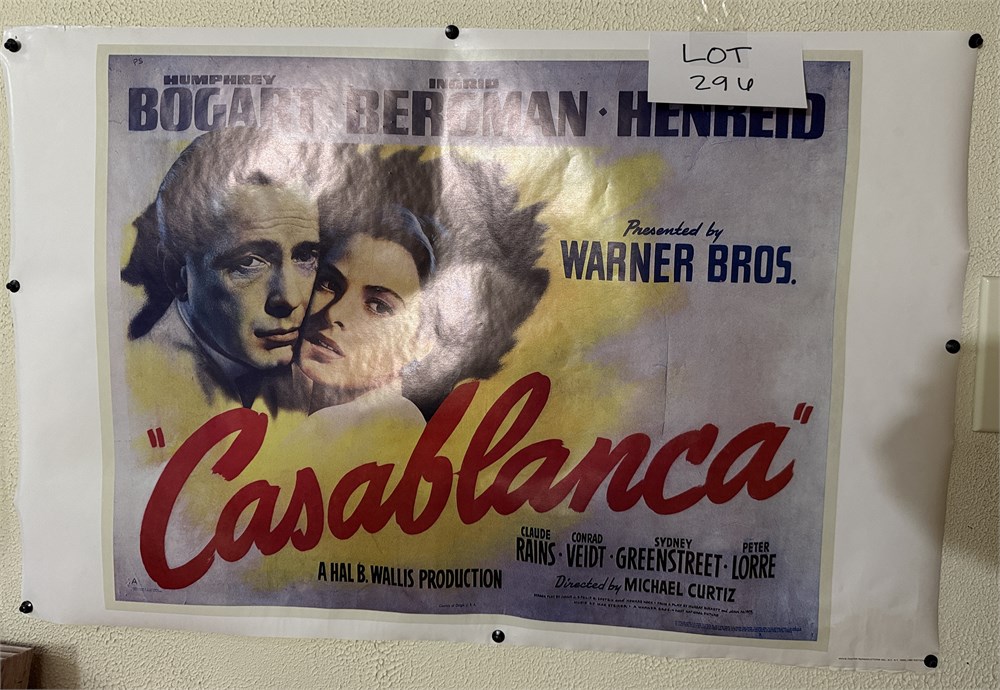 LOT
296
HUMPHREY
BOGART
INGRID
BERGMAN · HENREID
Presented by
WARNER BROS.
"Casablanca"
CLAUDE RAINS · CONRAD VEIDT · SYDNEY GREENSTREET · PETER LORRE
A HAL B. WALLIS PRODUCTION
Directed by MICHAEL CURTIZ